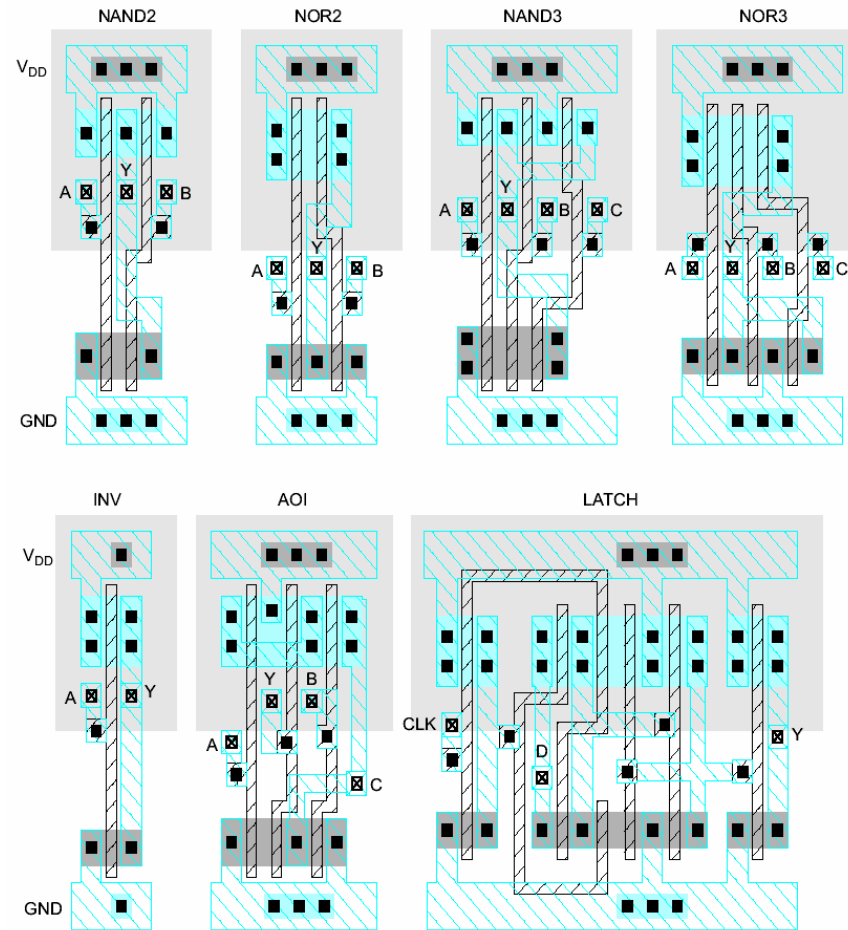 NAND2 NOR2 NAND3 NOR3
VDD
Y
A B
Y
A B
Y
A B C
Y
A B C
GND
INV AOI LATCH
VDD
A Y
Y B
A
C
CLK
D
Y
GND